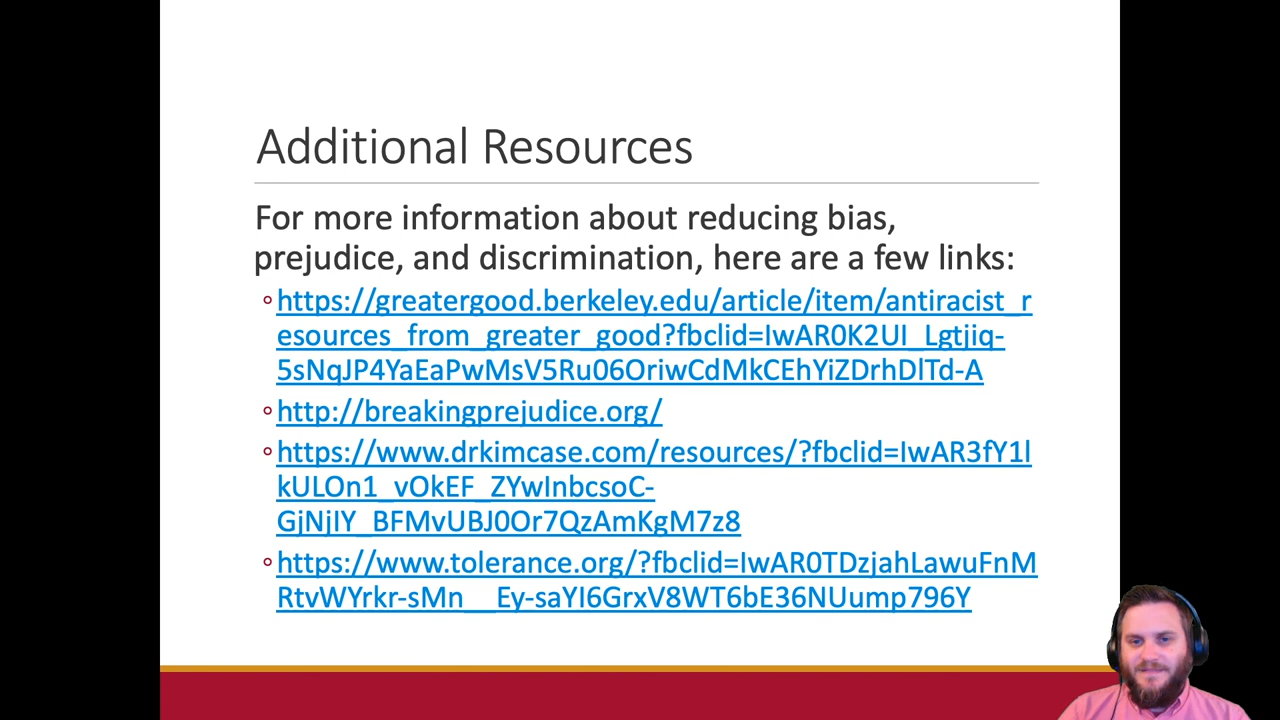 Additional Resources
For more information about reducing bias,
prejudice, and discrimination, here are a few links:
https://greatergood.berkeley.edu/article/item/antiracist_r
esources_from_greater_good?fbclid=IwAR0K2UI_Lgtjiq-
5sNqJP4YaEaPwMsV5Ru06OriwCdMkCEhYiZDrhDlTd-A
http://breakingprejudice.org/
https://www.drkimcase.com/resources/?fbclid=IwAR3fY1l
kULOn1_vOkEF_ZYwInbcsoC-
GjNjIY_BFMvUBJ0Or7QzAmKgM7z8
https://www.tolerance.org/?fbclid=IwAR0TDzjahLawuFnM
RtvWYrkr-sMn__Ey-saYI6GrxV8WT6bE36NUump796Y